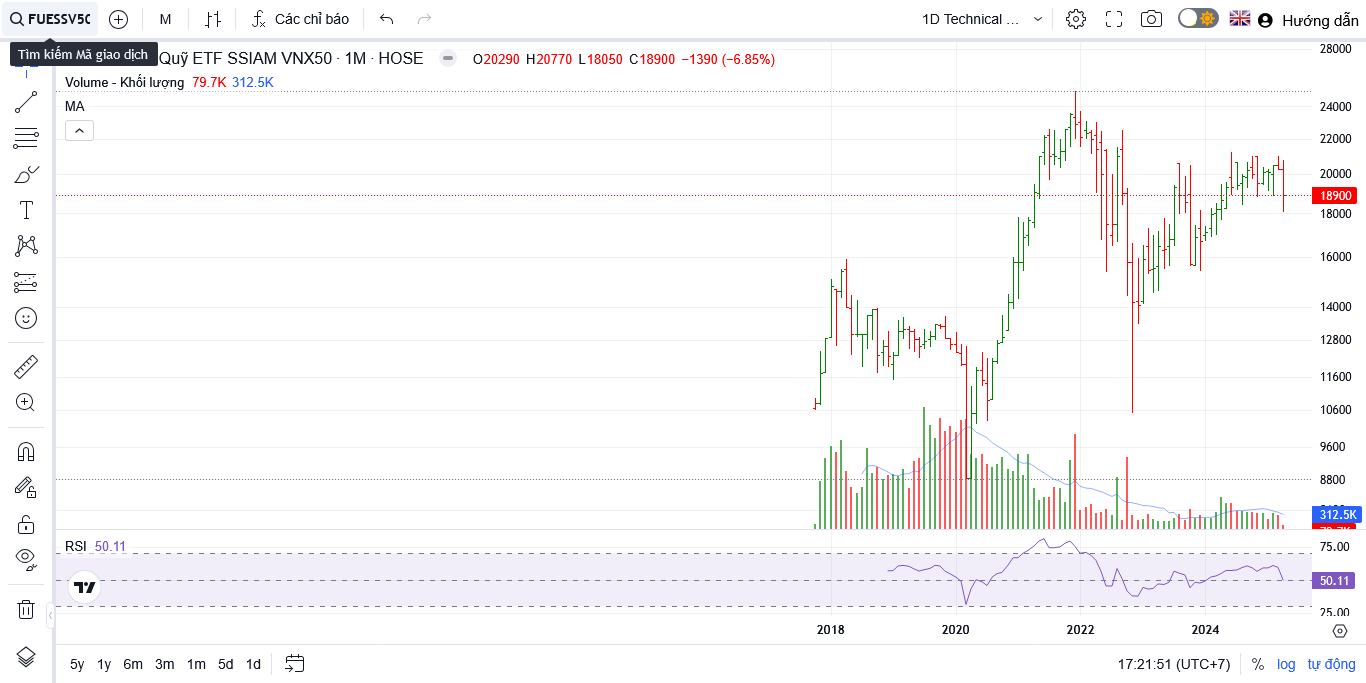 FUESSV50
M
Các chỉ báo
1D Technical ...
Hướng dẫn
Tìm kiếm Mã giao dịch
Quỹ ETF SSIAM VNX50 · 1M · HOSE
O20290 H20770 L18050 C18900 −1390 (−6.85%)
Volume - Khối lượng 79.7K 312.5K
MA
28000
24000
22000
20000
18900
18000
16000
14000
12800
11600
10600
9600
8800
312.5K
RSI 50.11
75.00
50.11
25.00
2018 2020 2022 2024
5y 1y 6m 3m 1m 5d 1d
17:21:51 (UTC+7) % log tự động